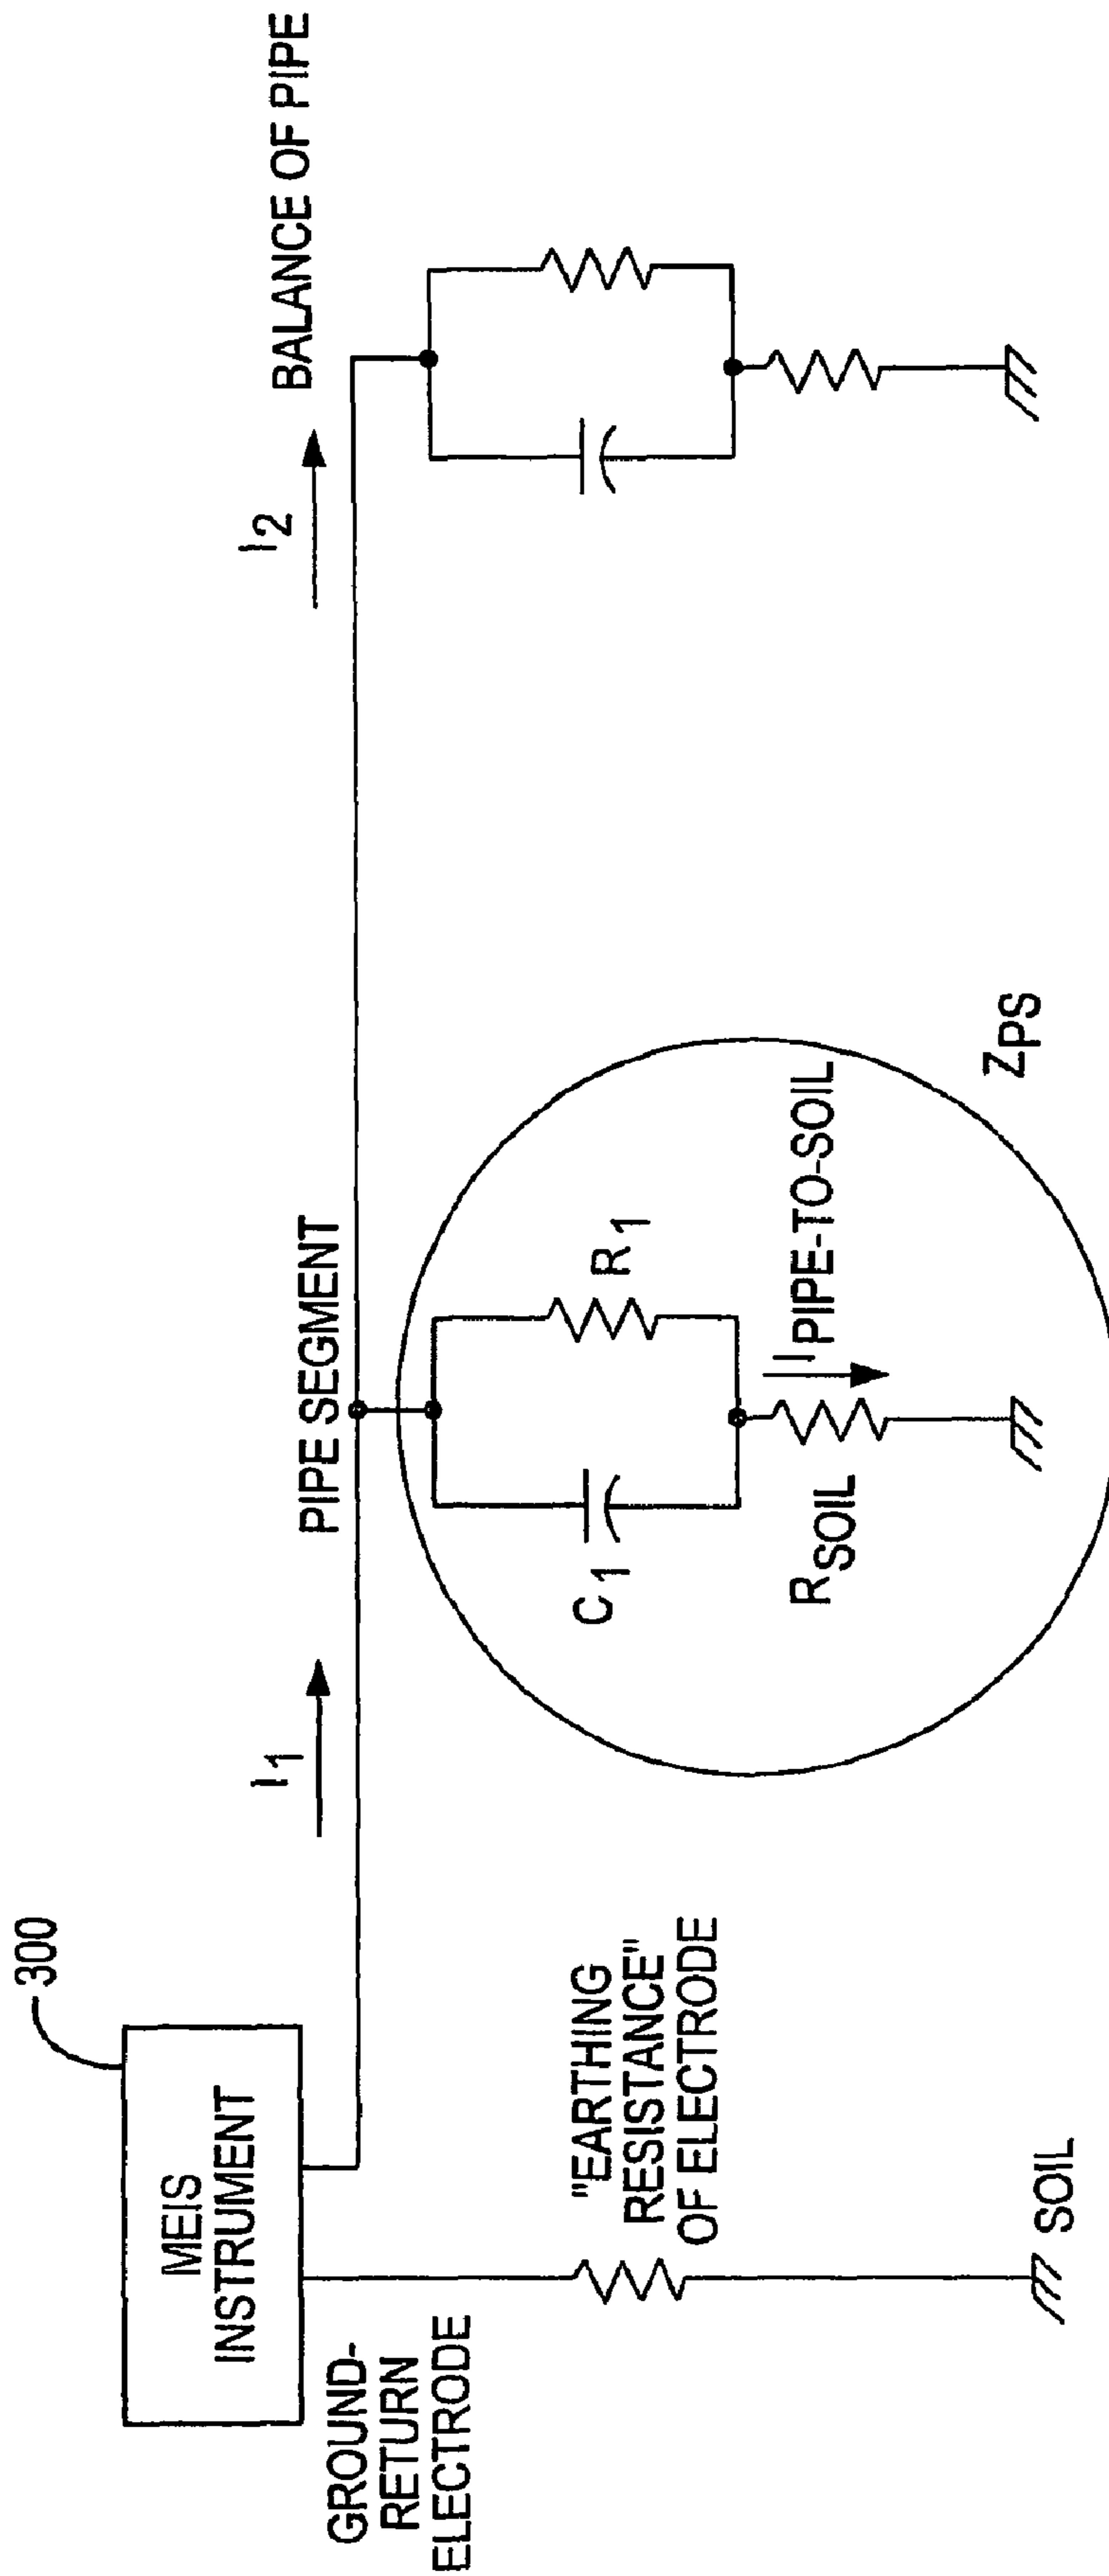 300
MEIS
INSTRUMENT
GROUND-
RETURN
ELECTRODE
"EARTHING
RESISTANCE"
OF ELECTRODE
SOIL
I1
PIPE SEGMENT
C1
R1
RSOIL
IPIPE-TO-SOIL
ZPS
I2
BALANCE OF PIPE